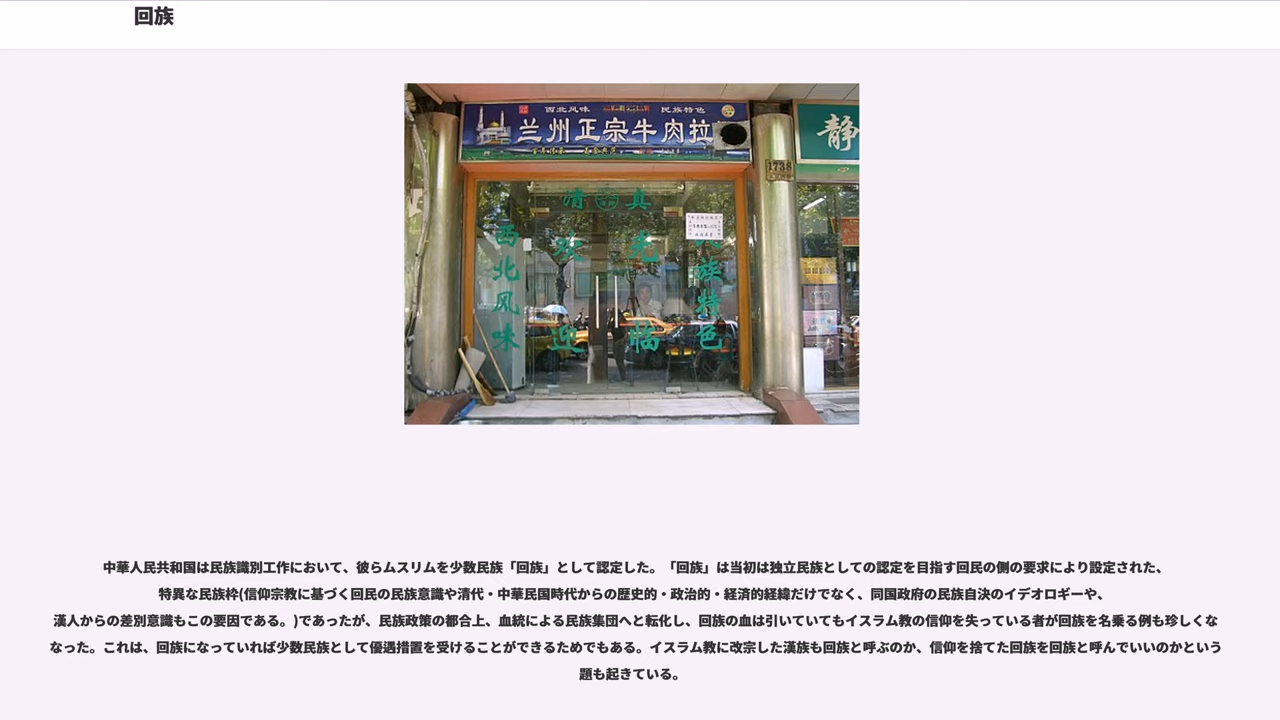 回族
西北风味
民族特色
兰州正宗牛肉拉
静
1738
清 真
西北风味
欢 光
迎 临
族特色
中華人民共和国は民族識別工作において、彼らムスリムを少数民族「回族」として認定した。「回族」は当初は独立民族としての認定を目指す回民の側の要求により設定された、
特異な民族枠(信仰宗教に基づく回民の民族意識や清代・中華民国時代からの歴史的・政治的・経済的経緯だけでなく、同国政府の民族自決のイデオロギーや、
漢人からの差別意識もこの要因である。)であったが、民族政策の都合上、血統による民族集団へと転化し、回族の血は引いていてもイスラム教の信仰を失っている者が回族を名乗る例も珍しくな
なった。これは、回族になっていれば少数民族として優遇措置を受けることができるためでもある。イスラム教に改宗した漢族も回族と呼ぶのか、信仰を捨てた回族を回族と呼んでいいのかという
題も起きている。